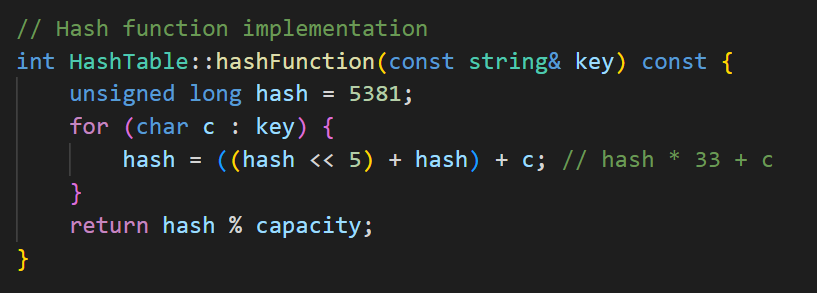 // Hash function implementation
int HashTable::hashFunction(const string& key) const {
    unsigned long hash = 5381;
    for (char c : key) {
        hash = ((hash << 5) + hash) + c; // hash * 33 + c
    }
    return hash % capacity;
}